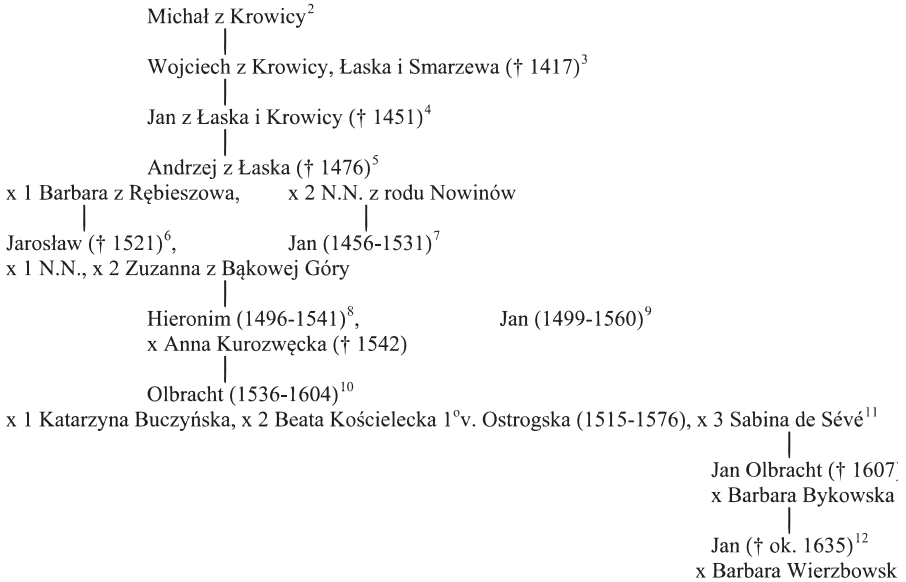 Michał z Krowicy²
Wojciech z Krowicy, Łaska i Smarzewa († 1417)³
Jan z Łaska i Krowicy († 1451)⁴
Andrzej z Łaska († 1476)⁵
x 1 Barbara z Rębieszowa, x 2 N.N. z rodu Nowinów
Jarosław († 1521)⁶, Jan (1456-1531)⁷
x 1 N.N., x 2 Zuzanna z Bąkowej Góry
Hieronim (1496-1541)⁸, Jan (1499-1560)⁹
x Anna Kurozwęcka († 1542)
Olbracht (1536-1604)¹⁰
x 1 Katarzyna Buczyńska, x 2 Beata Kościelecka 1ºv. Ostrogska (1515-1576), x 3 Sabina de Sévé¹¹
Jan Olbracht († 1607)
x Barbara Bykowska
Jan († ok. 1635)¹²
x Barbara Wierzbowsk